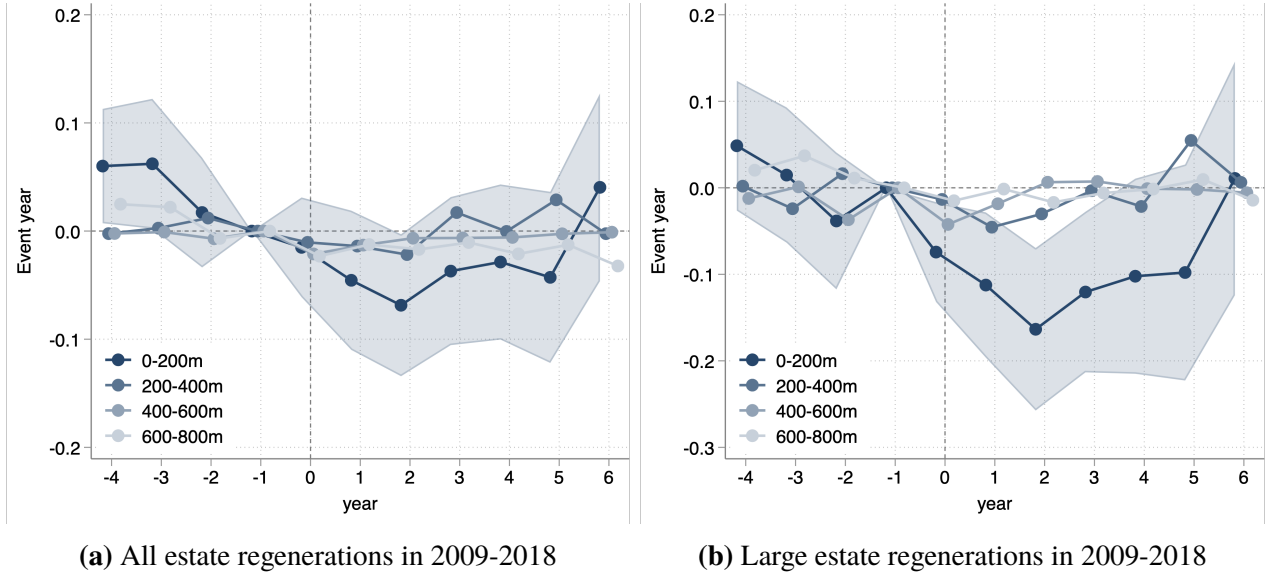 0.2
0.1
0.0
-0.1
-0.2
Event year
0-200m
200-400m
400-600m
600-800m
-4 -3 -2 -1 0 1 2 3 4 5 6
year
(a) All estate regenerations in 2009-2018
0.2
0.1
0.0
-0.1
-0.2
-0.3
Event year
0-200m
200-400m
400-600m
600-800m
-4 -3 -2 -1 0 1 2 3 4 5 6
year
(b) Large estate regenerations in 2009-2018